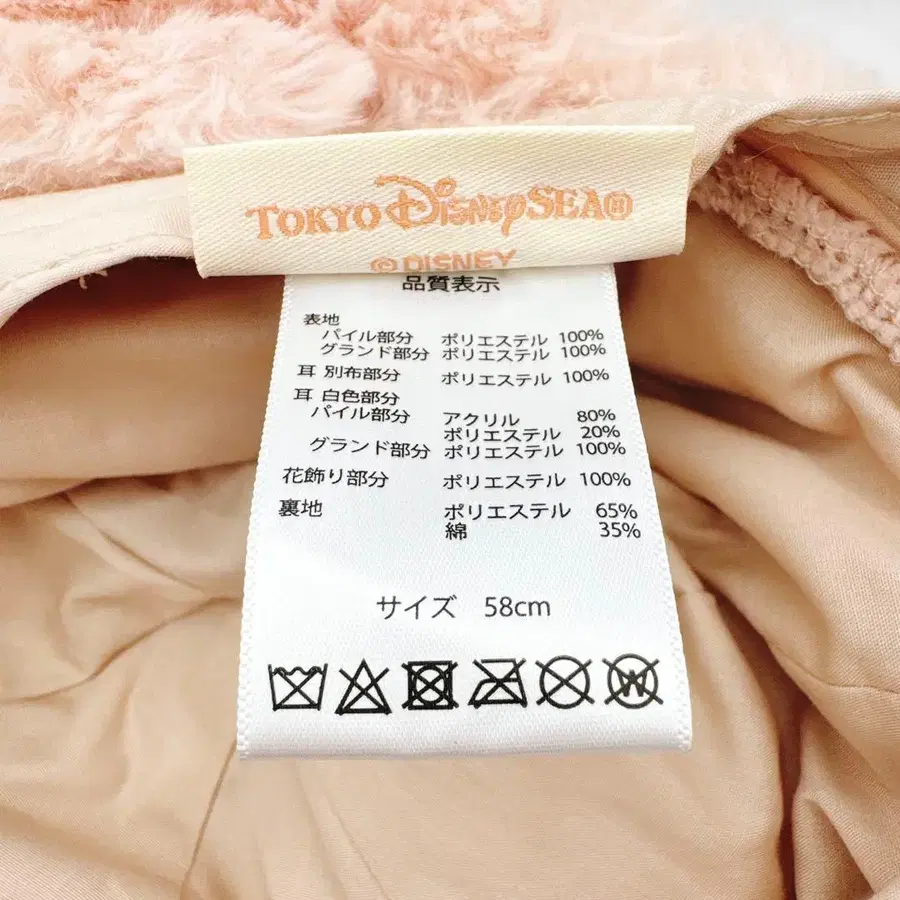 TOKYO DISNEY SEA®
© DISNEY
品質表示
表地
パイル部分 ポリエステル 100%
グランド部分 ポリエステル 100%
耳 別布部分 ポリエステル 100%
耳 白色部分
パイル部分 アクリル 80%
ポリエステル 20%
グランド部分 ポリエステル 100%
花飾り部分 ポリエステル 100%
裏地 ポリエステル 65%
綿 35%
サイズ 58cm
W